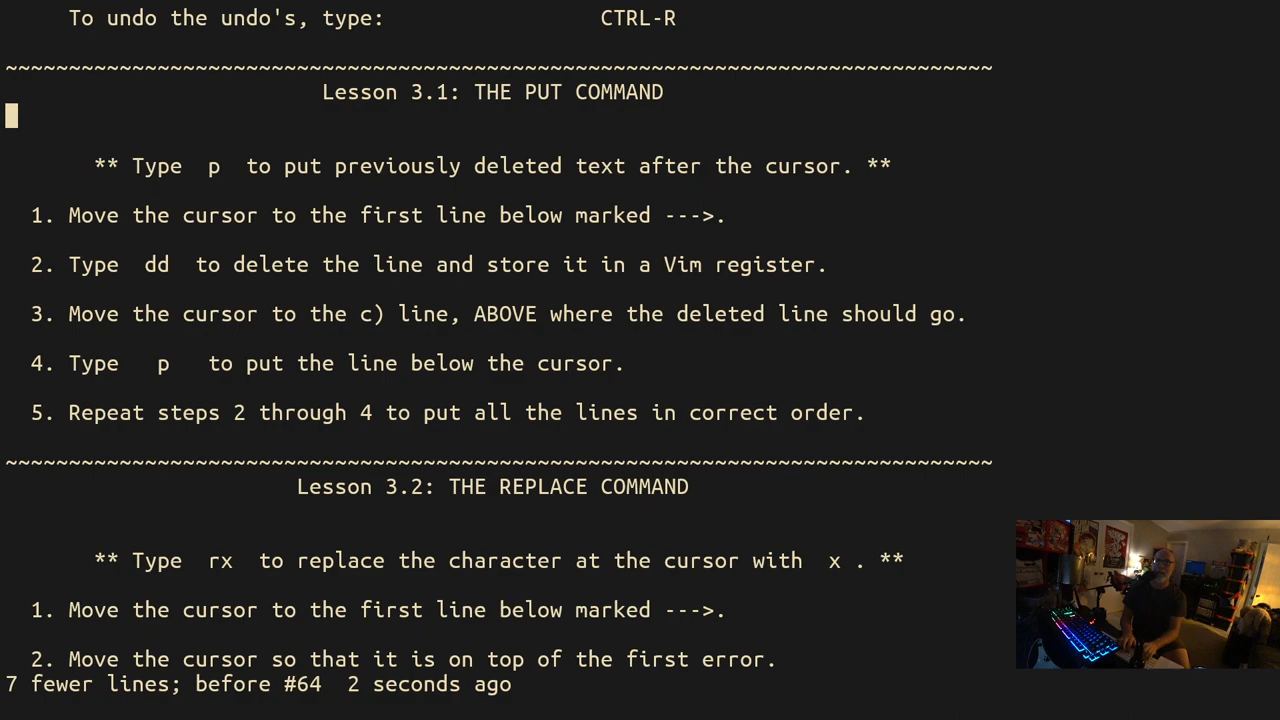 To undo the undo's, type: CTRL-R
~~~~~~~~~~~~~~~~~~~~~~~~~~~~~~~~~~~~~~~~~~~~~~~~~~~~~~~~~~~~~~~~~~~~~~~~~~~~~~
Lesson 3.1: THE PUT COMMAND
** Type  p  to put previously deleted text after the cursor. **
1. Move the cursor to the first line below marked --->.
2. Type  dd  to delete the line and store it in a Vim register.
3. Move the cursor to the c) line, ABOVE where the deleted line should go.
4. Type   p   to put the line below the cursor.
5. Repeat steps 2 through 4 to put all the lines in correct order.
~~~~~~~~~~~~~~~~~~~~~~~~~~~~~~~~~~~~~~~~~~~~~~~~~~~~~~~~~~~~~~~~~~~~~~~~~~~~~~
Lesson 3.2: THE REPLACE COMMAND
** Type  rx  to replace the character at the cursor with  x . **
1. Move the cursor to the first line below marked --->.
2. Move the cursor so that it is on top of the first error.
7 fewer lines; before #64  2 seconds ago